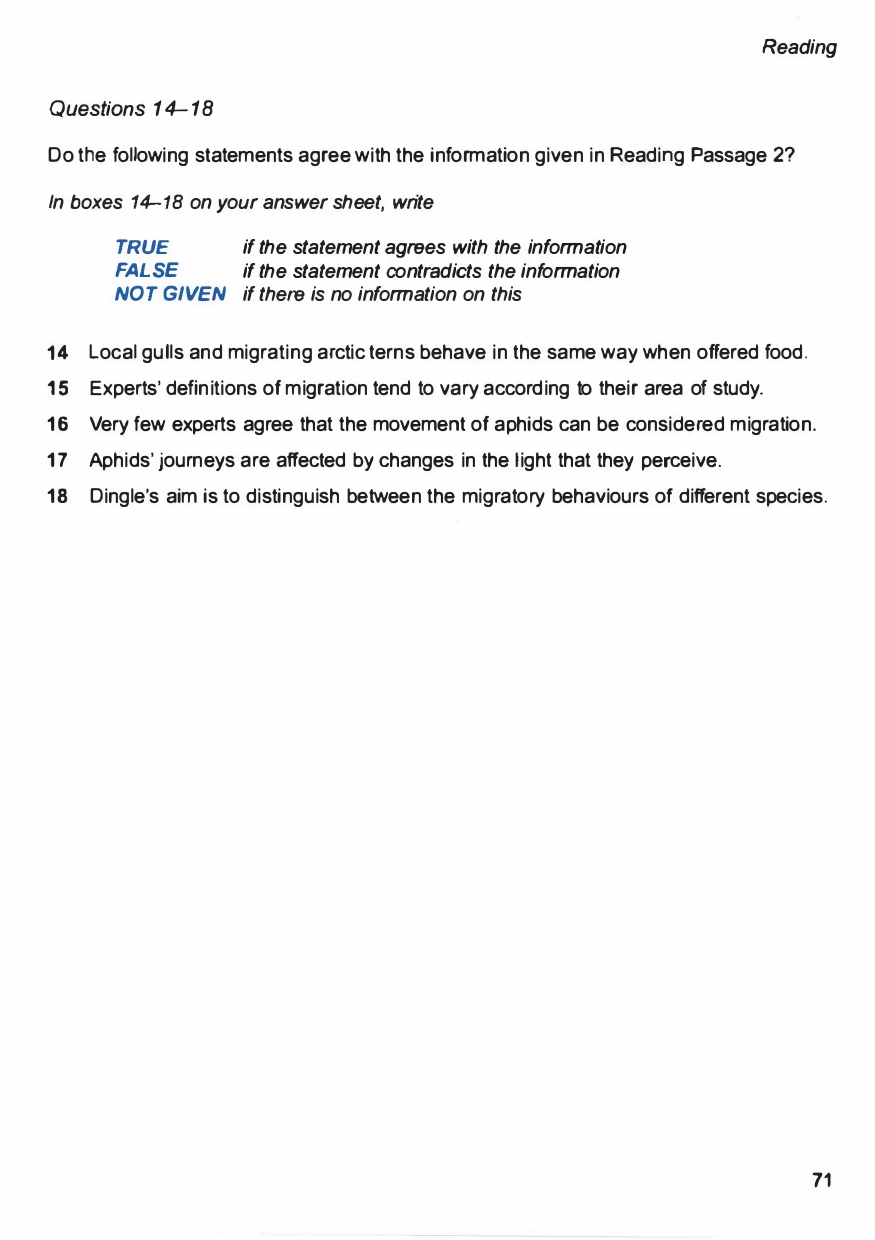 Reading
Questions 14–18
Do the following statements agree with the information given in Reading Passage 2?
In boxes 14–18 on your answer sheet, write
TRUE if the statement agrees with the information
FALSE if the statement contradicts the information
NOT GIVEN if there is no information on this
14 Local gulls and migrating arctic terns behave in the same way when offered food.
15 Experts' definitions of migration tend to vary according to their area of study.
16 Very few experts agree that the movement of aphids can be considered migration.
17 Aphids' journeys are affected by changes in the light that they perceive.
18 Dingle's aim is to distinguish between the migratory behaviours of different species.
71